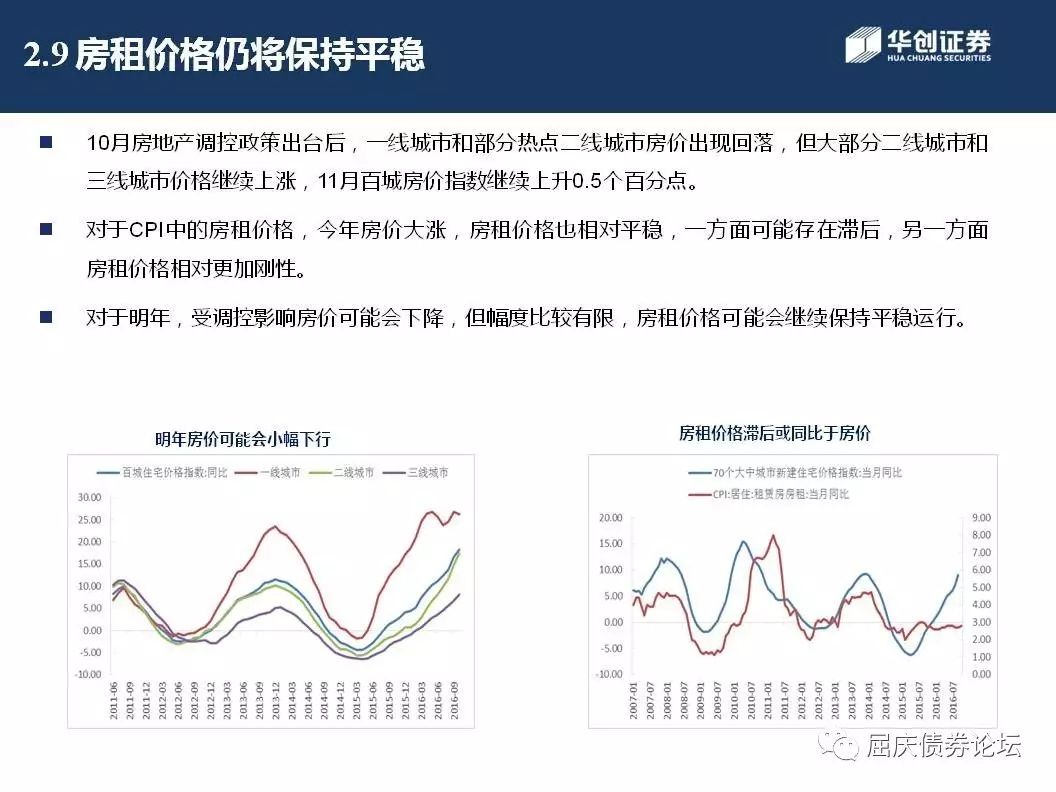 2.9 房租价格仍将保持平稳
华创证券
HUA CHUANG SECURITIES
10月房地产调控政策出台后，一线城市和部分热点二线城市房价出现回落，但大部分二线城市和
三线城市价格继续上涨，11月百城房价指数继续上升0.5个百分点。
对于CPI中的房租价格，今年房价大涨，房租价格也相对平稳，一方面可能存在滞后，另一方面
房租价格相对更加刚性。
对于明年，受调控影响房价可能会下降，但幅度比较有限，房租价格可能会继续保持平稳运行。
明年房价可能会小幅下行
百城住宅价格指数:同比 一线城市 二线城市 三线城市
30.00
25.00
20.00
15.00
10.00
5.00
0.00
-5.00
-10.00
2011-06 2011-09 2011-12 2012-03 2012-06 2012-09 2012-12 2013-03 2013-06 2013-09 2013-12 2014-03 2014-06 2014-09 2014-12 2015-03 2015-06 2015-09 2015-12 2016-03 2016-06 2016-09
房租价格滞后或同比于房价
70个大中城市新建住宅价格指数:当月同比
CPI:居住:租赁房房租:当月同比
20.00
15.00
10.00
5.00
0.00
-5.00
-10.00
9.00
8.00
7.00
6.00
5.00
4.00
3.00
2.00
1.00
0.00
2007-01 2007-07 2008-01 2008-07 2009-01 2009-07 2010-01 2010-07 2011-01 2011-07 2012-01 2012-07 2013-01 2013-07 2014-01 2014-07 2015-01 2015-07 2016-01 2016-07
屈庆债券论坛